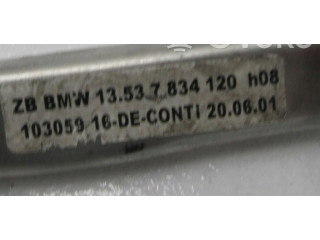 ZB BMW 13.53 7 834 120 h08
103059 16-DE-CONTI 20.06.01